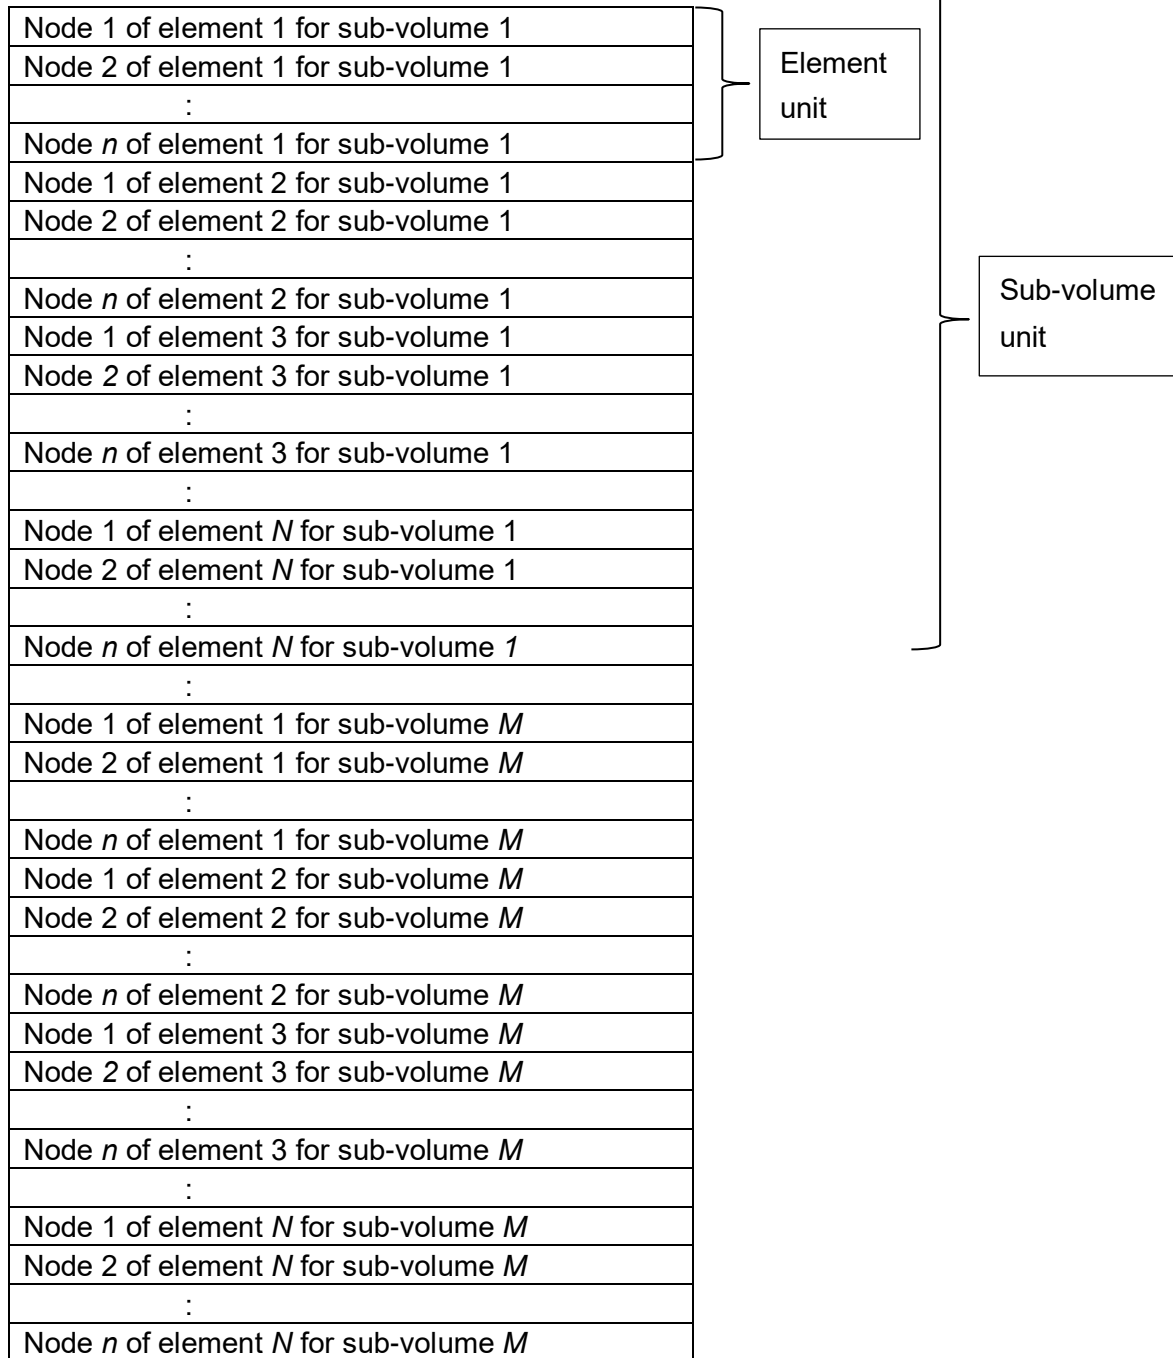 Node 1 of element 1 for sub-volume 1
Node 2 of element 1 for sub-volume 1
:
Node n of element 1 for sub-volume 1
Node 1 of element 2 for sub-volume 1
Node 2 of element 2 for sub-volume 1
:
Node n of element 2 for sub-volume 1
Node 1 of element 3 for sub-volume 1
Node 2 of element 3 for sub-volume 1
:
Node n of element 3 for sub-volume 1
:
Node 1 of element N for sub-volume 1
Node 2 of element N for sub-volume 1
:
Node n of element N for sub-volume 1
:
Node 1 of element 1 for sub-volume M
Node 2 of element 1 for sub-volume M
:
Node n of element 1 for sub-volume M
Node 1 of element 2 for sub-volume M
Node 2 of element 2 for sub-volume M
:
Node n of element 2 for sub-volume M
Node 1 of element 3 for sub-volume M
Node 2 of element 3 for sub-volume M
:
Node n of element 3 for sub-volume M
:
Node 1 of element N for sub-volume M
Node 2 of element N for sub-volume M
:
Node n of element N for sub-volume M
Element
unit
Sub-volume
unit